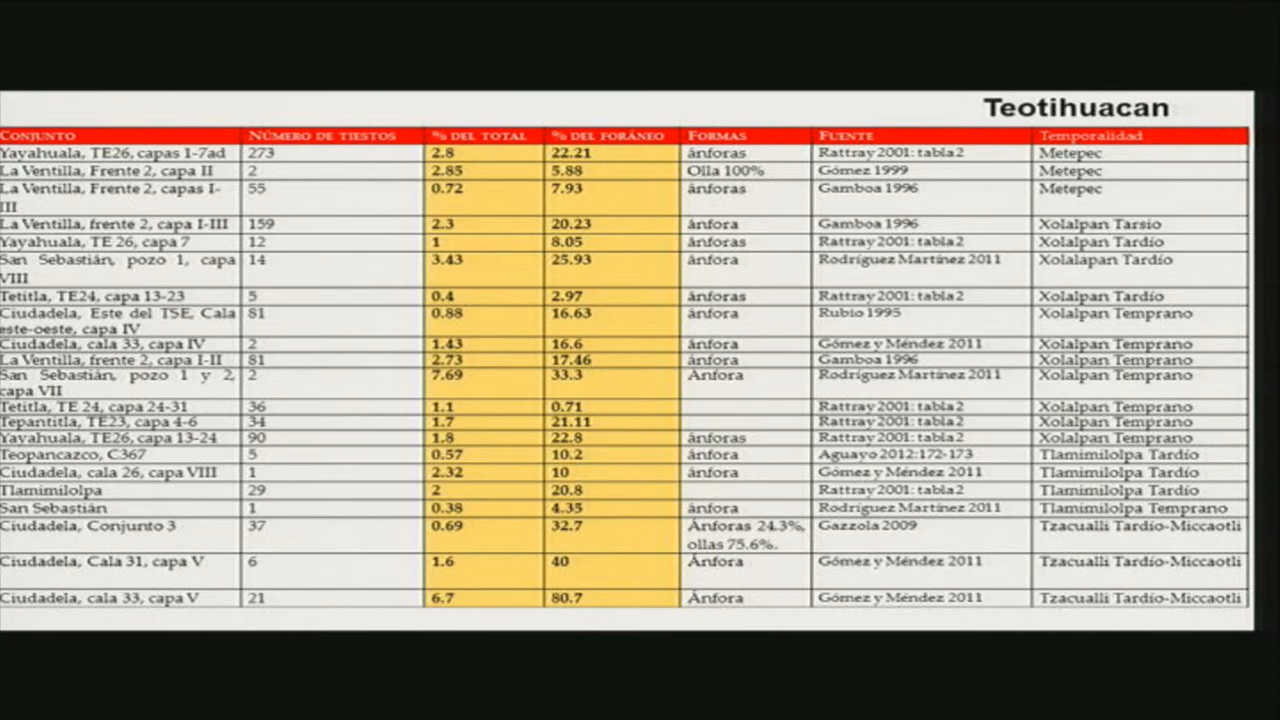 Teotihuacan
CONJUNTO NÚMERO DE TIESTOS % DEL TOTAL % DEL FORÁNEO FORMAS FUENTE Temporalidad
Yayahuala, TE26, capas 1-7ad 273 2.8 22.21 ánforas Rattray 2001: tabla 2 Metepec
La Ventilla, Frente 2, capa II 2 2.85 5.88 Olla 100% Gómez 1999 Metepec
La Ventilla, Frente 2, capas I- 55 0.72 7.93 ánforas Gamboa 1996 Metepec
III
La Ventilla, frente 2, capa I-III 159 2.3 20.23 ánfora Gamboa 1996 Xolalpan Tarsío
Yayahuala, TE 26, capa 7 12 1 8.05 ánforas Rattray 2001: tabla 2 Xolalpan Tardío
San Sebastián, pozo 1, capa 14 3.43 25.93 ánfora Rodríguez Martínez 2011 Xolalapan Tardío
VIII
Tetitla, TE24, capa 13-23 5 0.4 2.97 ánforas Rattray 2001: tabla 2 Xolalpan Tardío
Ciudadela, Este del TSE, Cala 81 0.88 16.63 ánfora Rubio 1995 Xolalpan Temprano
este-oeste, capa IV
Ciudadela, cala 33, capa IV 2 1.43 16.6 ánfora Gómez y Méndez 2011 Xolalpan Temprano
La Ventilla, frente 2, capa I-II 81 2.73 17.46 ánfora Gamboa 1996 Xolalpan Temprano
San Sebastián, pozo 1 y 2, 2 7.69 33.3 Ánfora Rodríguez Martínez 2011 Xolalpan Temprano
capa VII
Tetitla, TE 24, capa 24-31 36 1.1 0.71 Rattray 2001: tabla 2 Xolalpan Temprano
Tepantitla, TE23, capa 4-6 34 1.7 21.11 Rattray 2001: tabla 2 Xolalpan Temprano
Yayahuala, TE26, capa 13-24 90 1.8 22.8 ánforas Rattray 2001: tabla 2 Xolalpan Temprano
Teopancazco, C367 5 0.57 10.2 ánfora Aguayo 2012:172-173 Tlamimilolpa Tardío
Ciudadela, cala 26, capa VIII 1 2.32 10 ánfora Gómez y Méndez 2011 Tlamimilolpa Tardío
Tlamimilolpa 29 2 20.8 Rattray 2001: tabla 2 Tlamimilolpa Tardío
San Sebastián 1 0.38 4.35 ánfora Rodríguez Martínez 2011 Tlamimilolpa Temprano
Ciudadela, Conjunto 3 37 0.69 32.7 Ánforas 24.3%, Gazzola 2009 Tzacualli Tardío-Miccaotli
ollas 75.6%.
Ciudadela, Cala 31, capa V 6 1.6 40 Ánfora Gómez y Méndez 2011 Tzacualli Tardío-Miccaotli
Ciudadela, cala 33, capa V 21 6.7 80.7 Ánfora Gómez y Méndez 2011 Tzacualli Tardío-Miccaotli